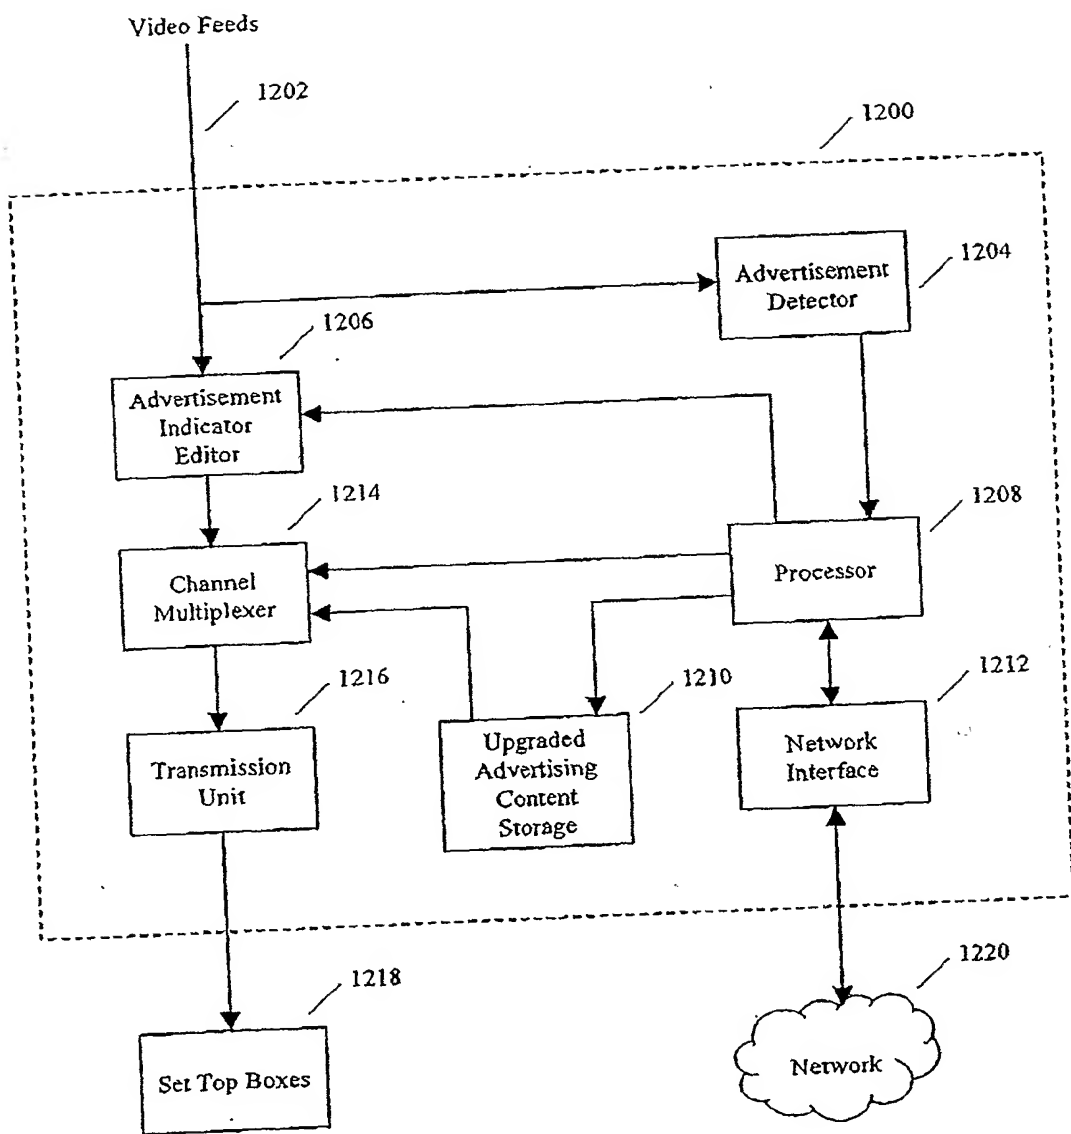 Video Feeds
1202
1200
1204
Advertisement
Detector
1206
Advertisement
Indicator
Editor
1214
1208
Channel
Multiplexer
Processor
1216
1210
1212
Transmission
Unit
Upgraded
Advertising
Content
Storage
Network
Interface
1218
1220
Set Top Boxes
Network